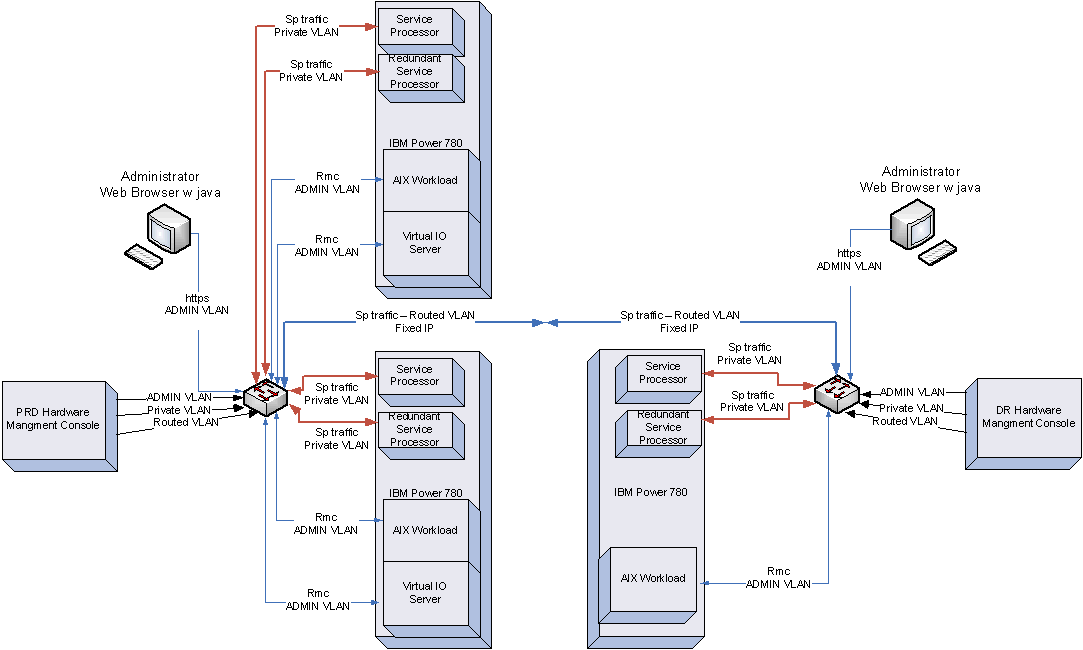 Sp traffic
Private VLAN
Service
Processor
Sp traffic
Private VLAN
Redundant
Service
Processor
IBM Power 780
Rmc
ADMIN VLAN
AIX Workload
Rmc
ADMIN VLAN
Virtual IO
Server
Administrator
Web Browser w java
https
ADMIN VLAN
Administrator
Web Browser w java
https
ADMIN VLAN
Sp traffic – Routed VLAN
Fixed IP
Sp traffic – Routed VLAN
Fixed IP
PRD Hardware
Mangment Console
ADMIN VLAN
Private VLAN
Routed VLAN
Sp traffic
Private VLAN
Service
Processor
Sp traffic
Private VLAN
Redundant
Service
Processor
IBM Power 780
Rmc
ADMIN VLAN
AIX Workload
Rmc
ADMIN VLAN
Virtual IO
Server
Service
Processor
Sp traffic
Private VLAN
Redundant
Service
Processor
Sp traffic
Private VLAN
IBM Power 780
AIX Workload
Rmc
ADMIN VLAN
ADMIN VLAN
Private VLAN
Routed VLAN
DR Hardware
Mangment Console